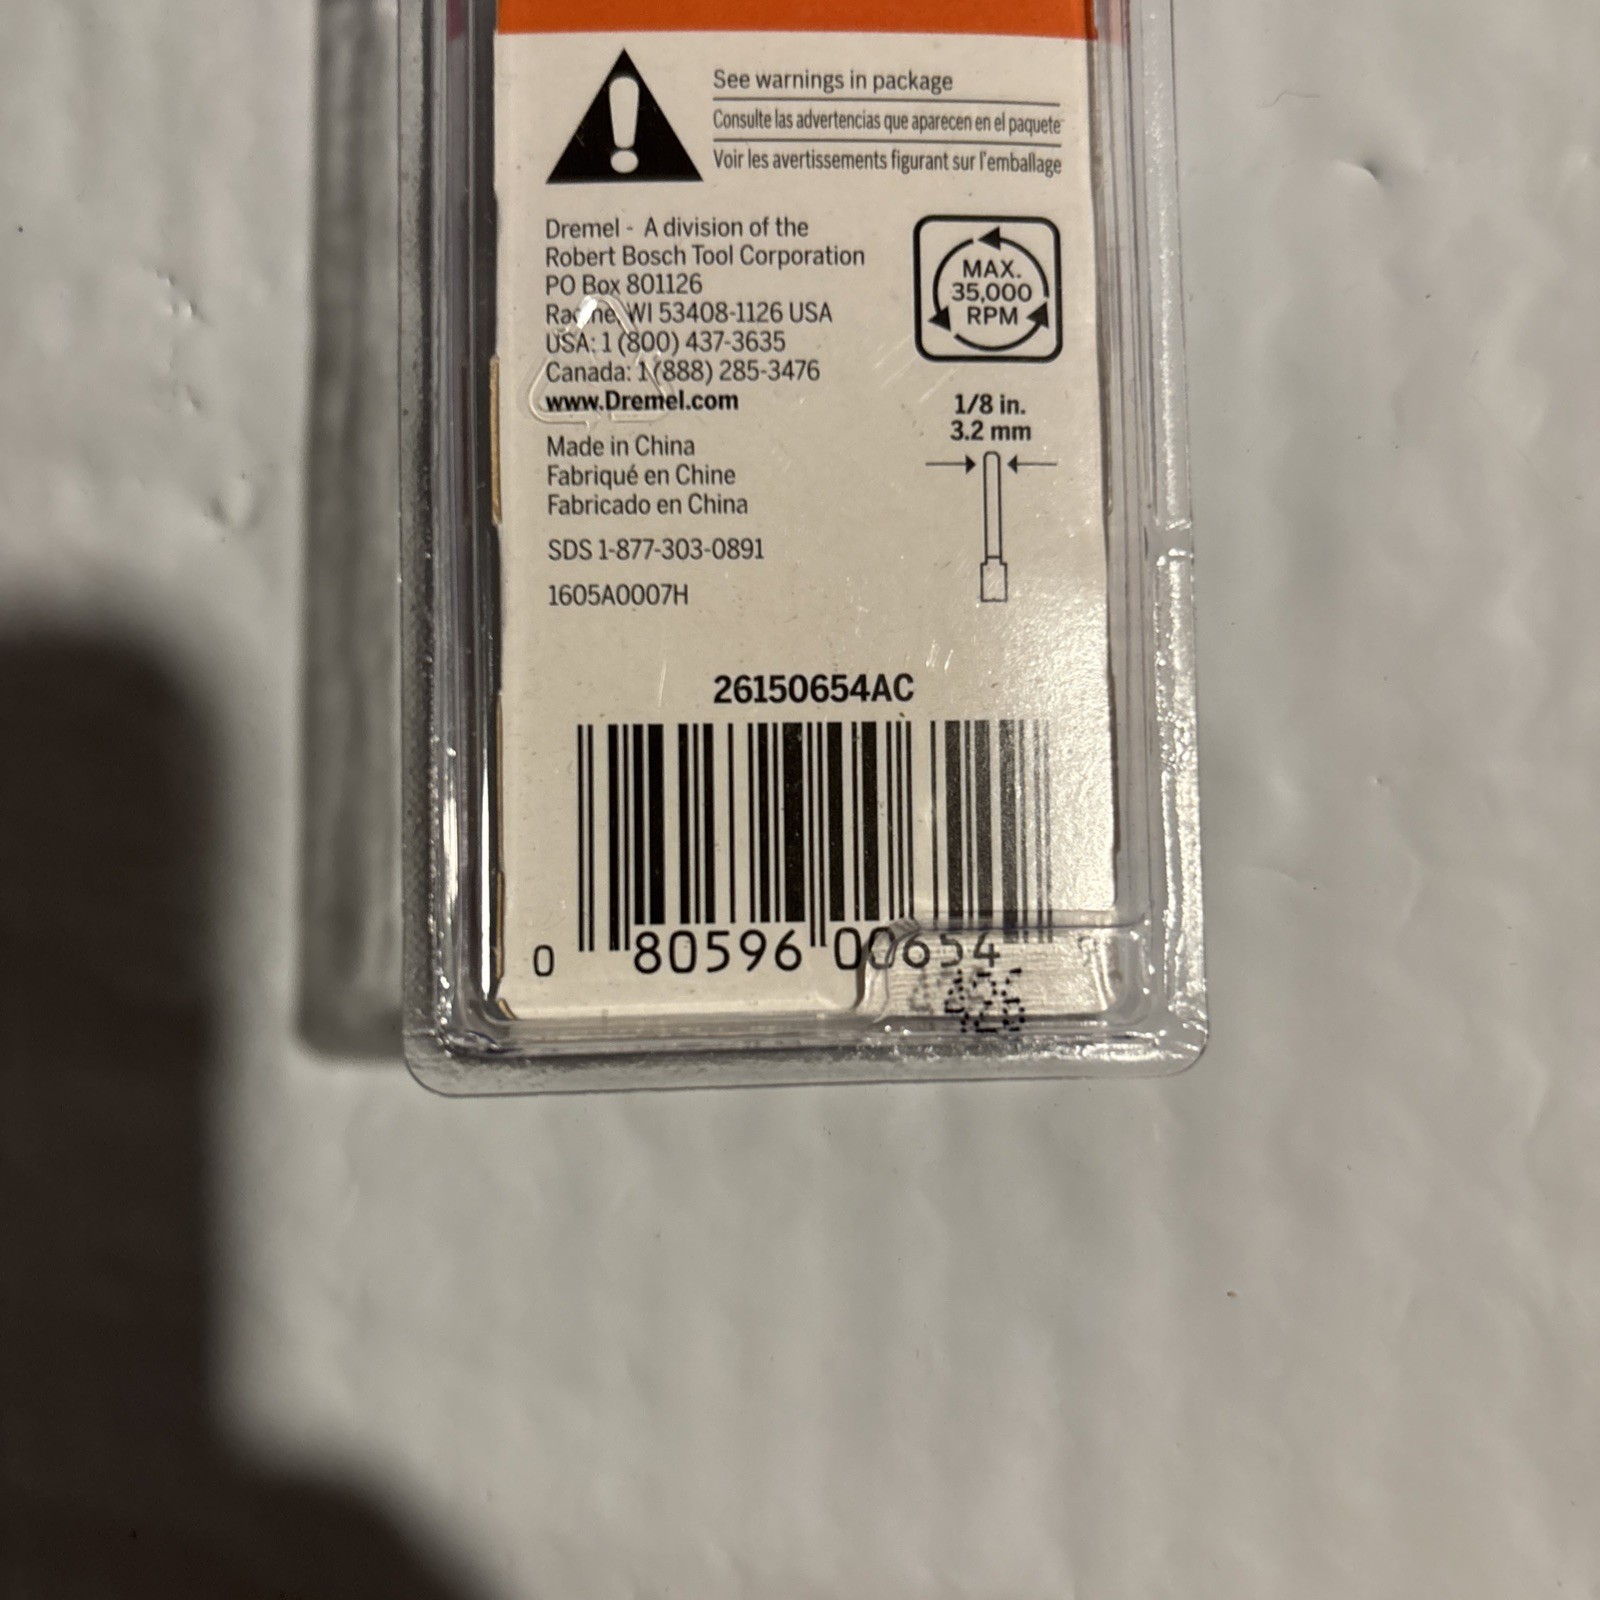 See warnings in package
Consulte las advertencias que aparecen en el paquete
Voir les avertissements figurant sur l'emballage
Dremel - A division of the
Robert Bosch Tool Corporation
PO Box 801126
Racine, WI 53408-1126 USA
USA: 1 (800) 437-3635
Canada: 1 (888) 285-3476
www.Dremel.com
Made in China
Fabriqué en Chine
Fabricado en China
SDS 1-877-303-0891
1605A0007H
MAX.
35,000
RPM
1/8 in.
3.2 mm
26150654AC
0 80596 00654